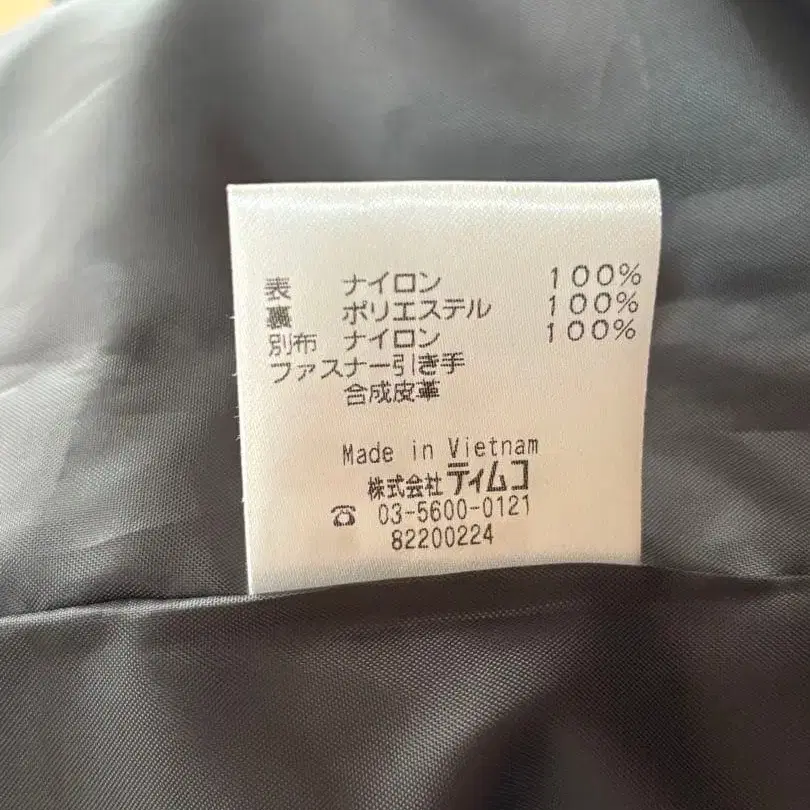 表 ナイロン 100%
裏 ポリエステル 100%
別布 ナイロン 100%
ファスナー引き手
合成皮革
Made in Vietnam
株式会社ティムコ
☎ 03-5600-0121
82200224